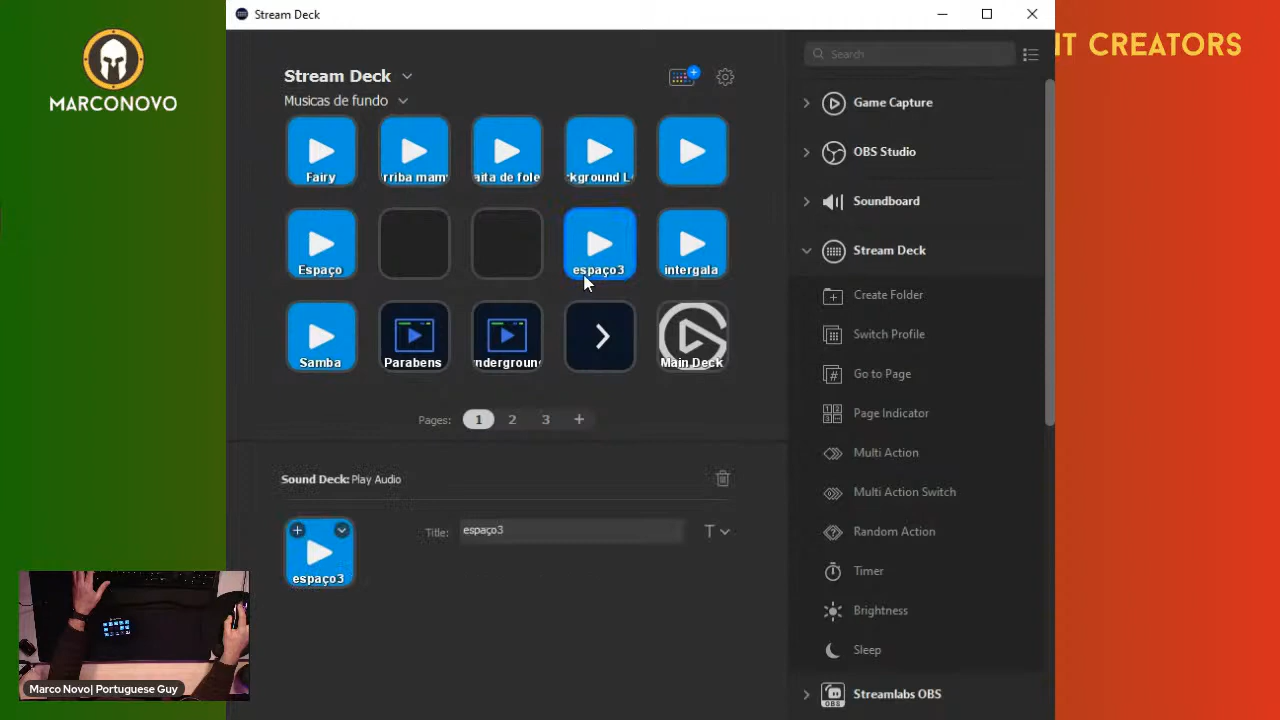 Stream Deck
MARCONOVO
NT CREATORS
Stream Deck
Musicas de fundo
Fairy
rriba mam
aita de fole
kground L
Espaço
espaço3
intergala
Samba
Parabens
nderground
Main Deck
Pages: 1 2 3 +
Sound Deck: Play Audio
Title: espaço3
T
espaço3
Search
Game Capture
OBS Studio
Soundboard
Stream Deck
Create Folder
Switch Profile
Go to Page
Page Indicator
Multi Action
Multi Action Switch
Random Action
Timer
Brightness
Sleep
Streamlabs OBS
Marco Novo| Portuguese Guy